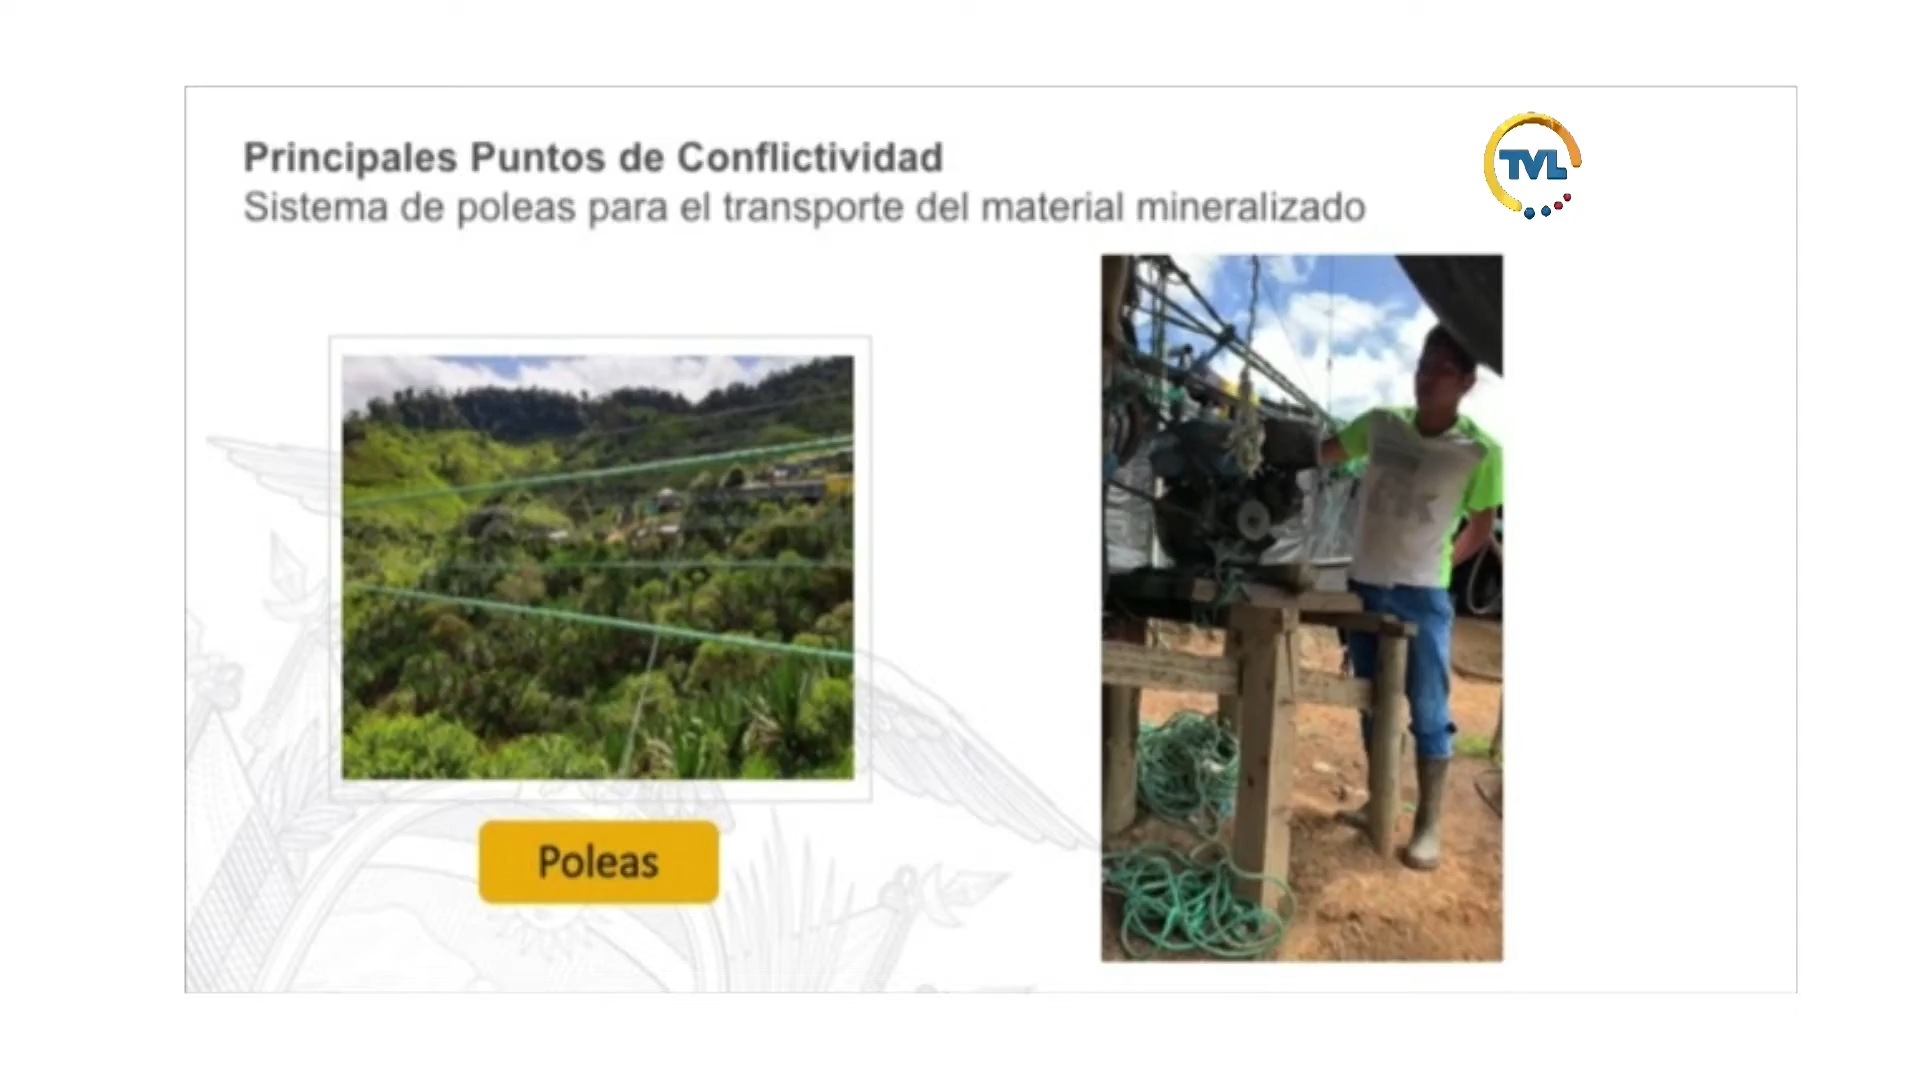 Principales Puntos de Conflictividad
TVL
Sistema de poleas para el transporte del material mineralizado
Poleas